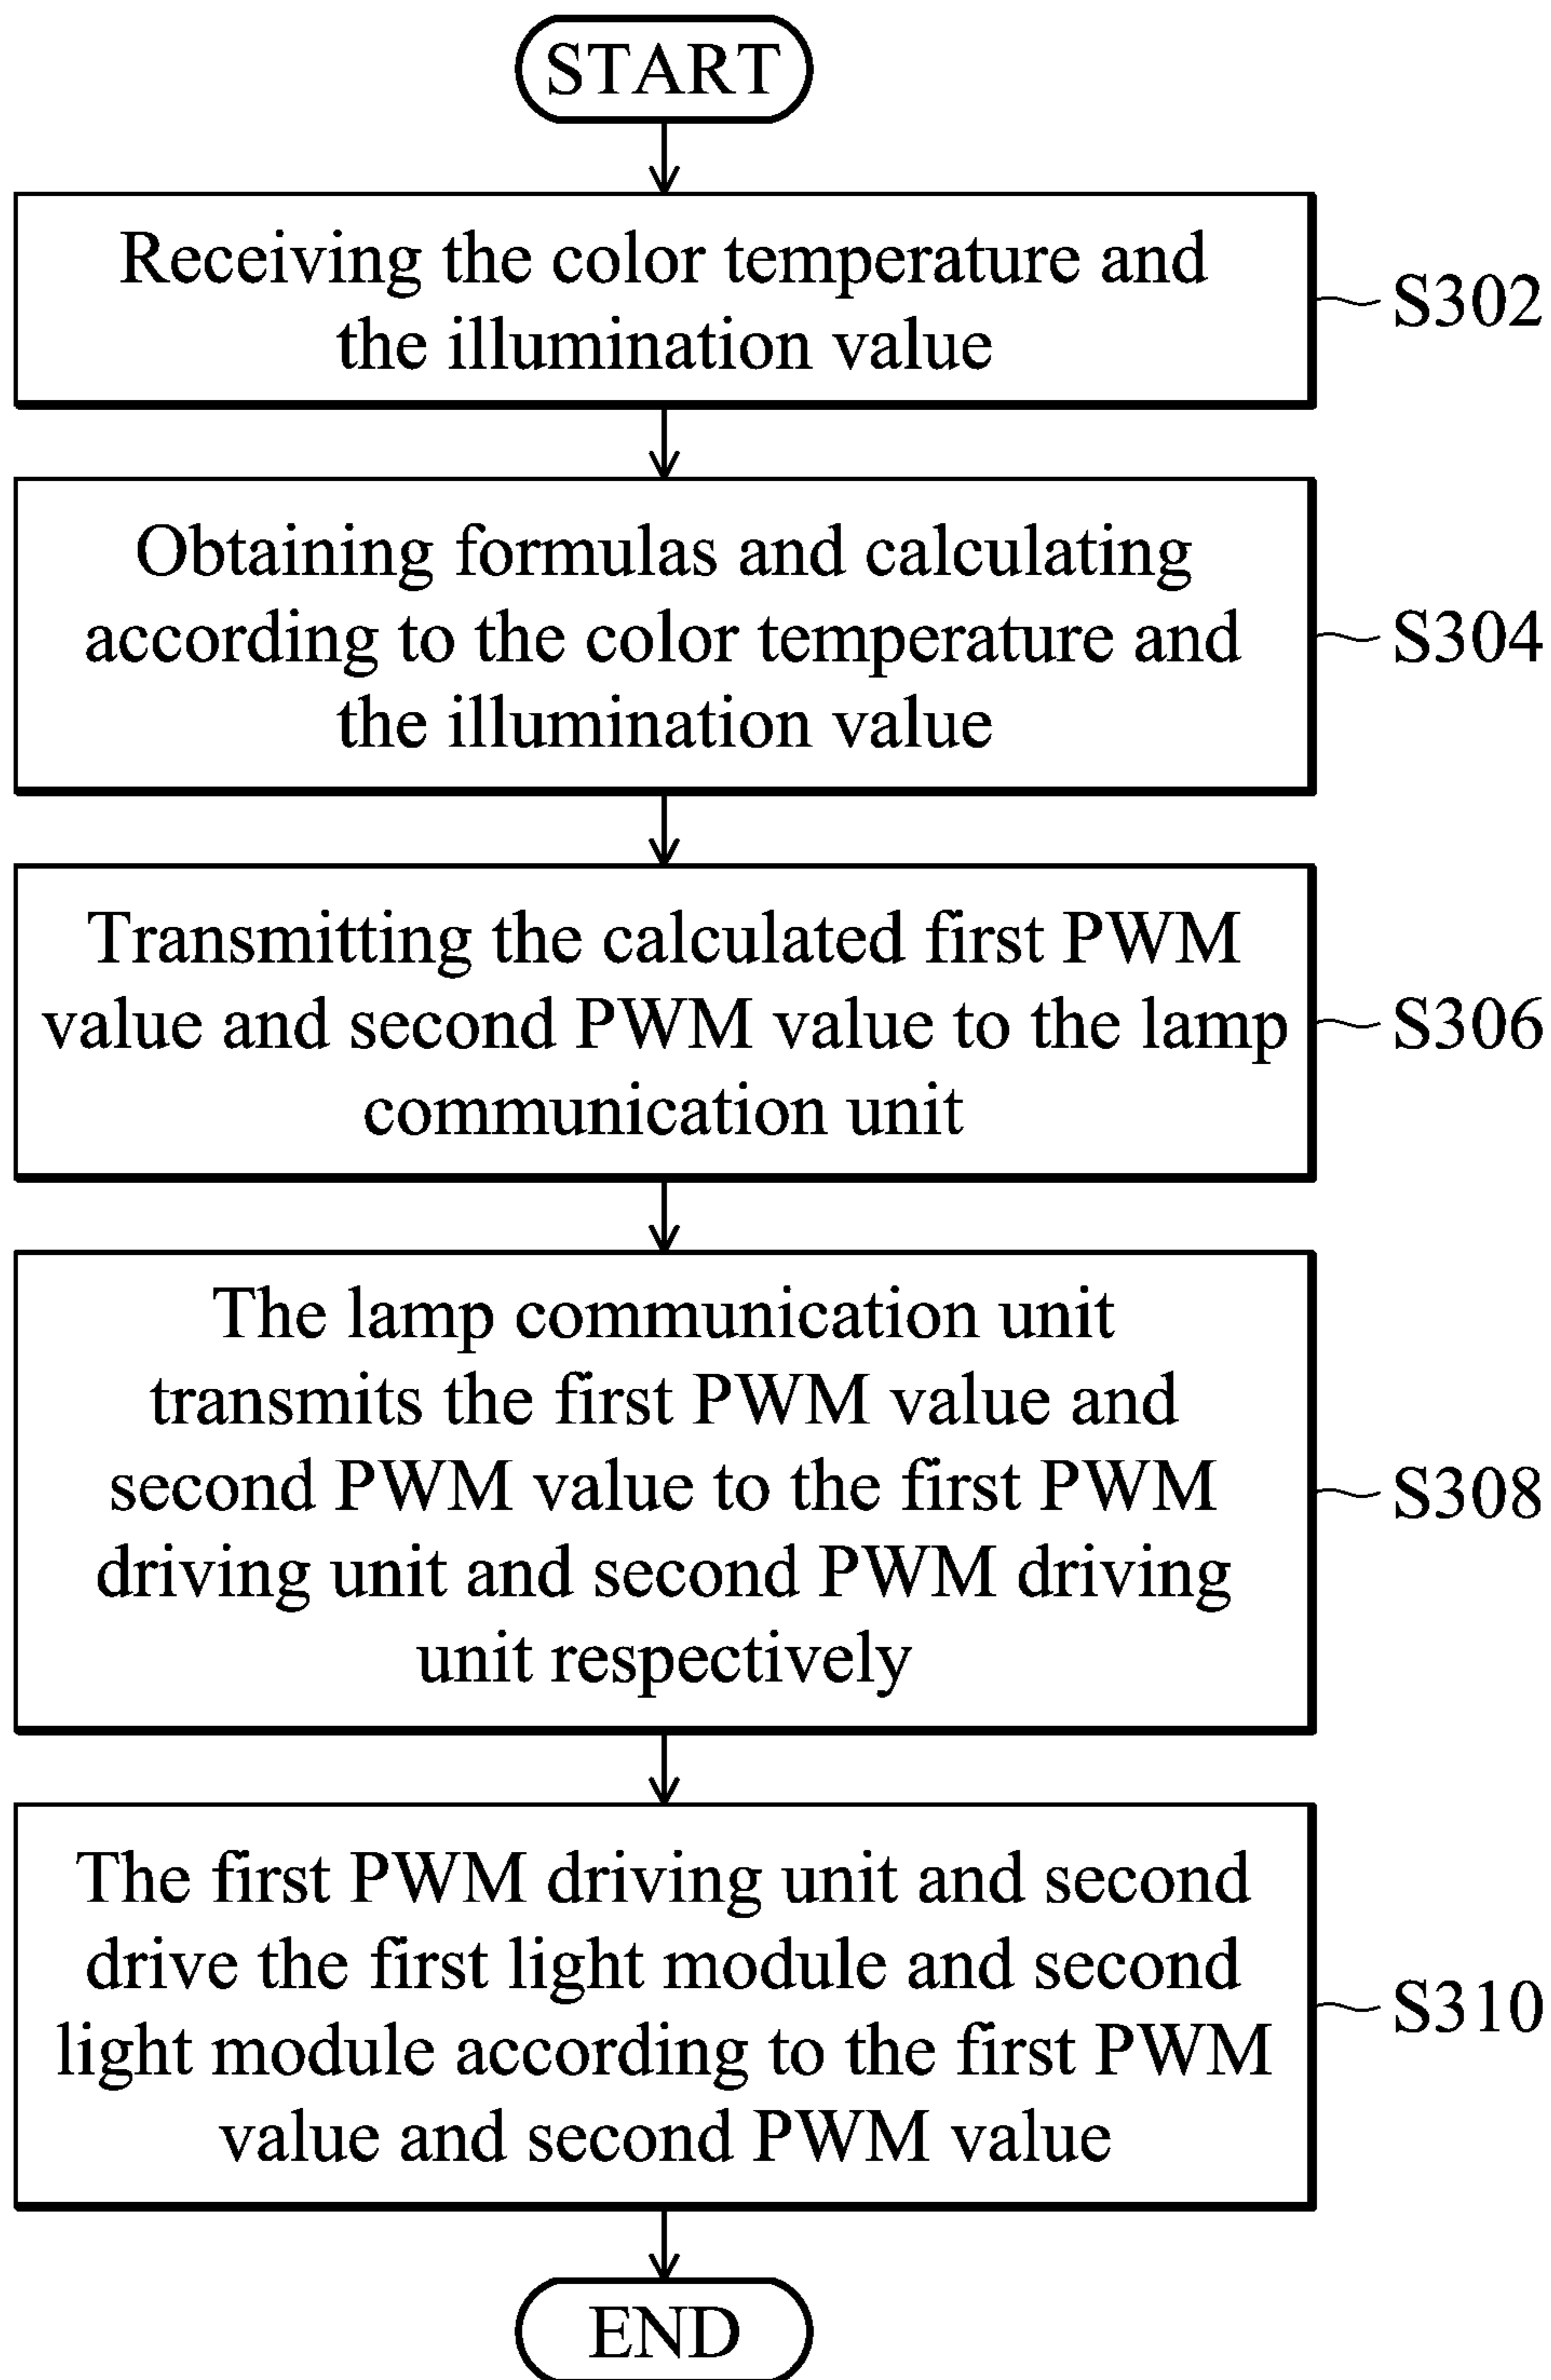 START
Receiving the color temperature and
the illumination value
S302
Obtaining formulas and calculating
according to the color temperature and
the illumination value
S304
Transmitting the calculated first PWM
value and second PWM value to the lamp
communication unit
S306
The lamp communication unit
transmits the first PWM value and
second PWM value to the first PWM
driving unit and second PWM driving
unit respectively
S308
The first PWM driving unit and second
drive the first light module and second
light module according to the first PWM
value and second PWM value
S310
END